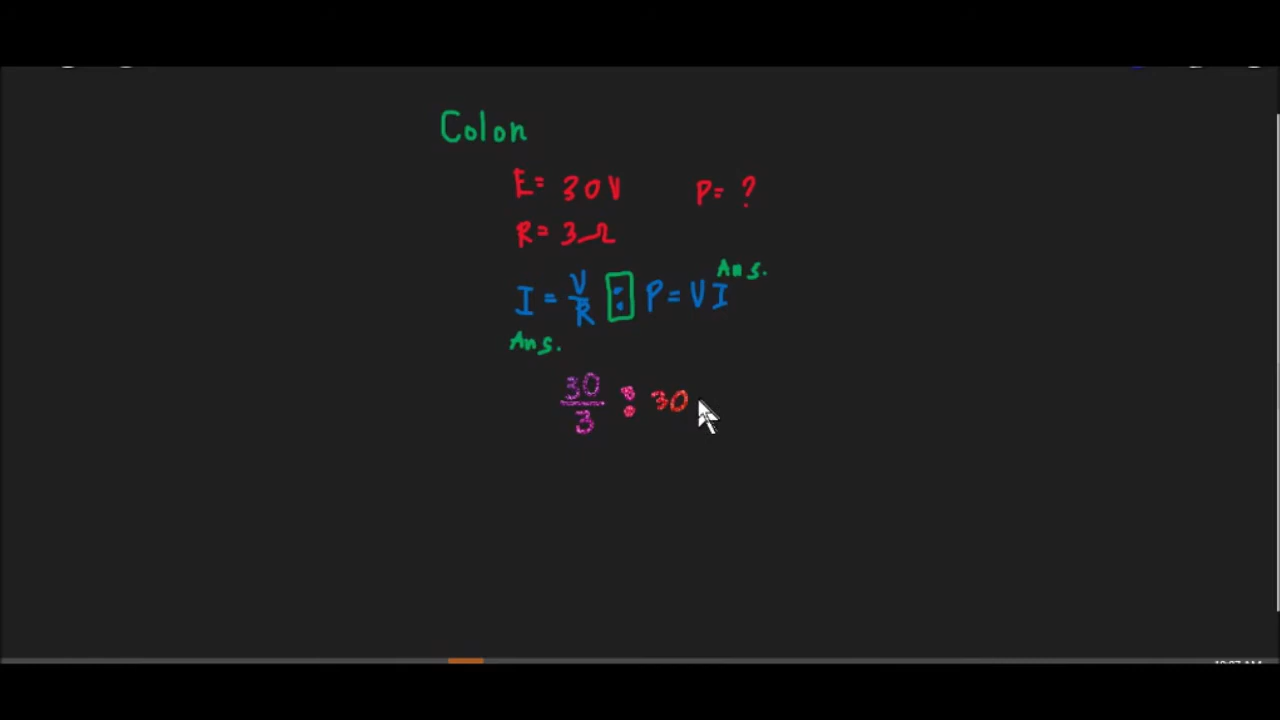 Colon
E= 30V P= ?
R= 3Ω
Ans.
I = V/R : P = VI
Ans.
30/3 : 30